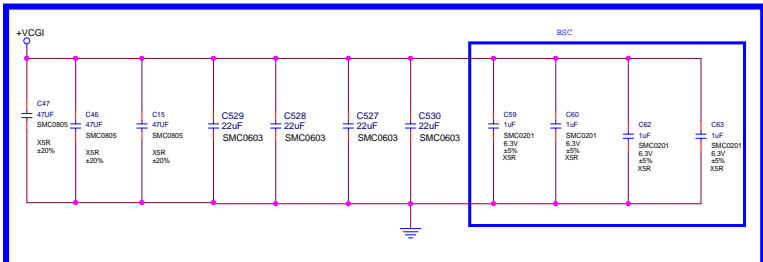 +VCGI
BSC
C47
47UF
SMC0805
X5R
±20%
C46
47UF
SMC0805
X5R
±20%
C15
47UF
SMC0805
X5R
±20%
C529
22uF
SMC0603
C528
22uF
SMC0603
C527
22uF
SMC0603
C530
22uF
SMC0603
C59
1uF
SMC0201
6.3V
±5%
X5R
C60
1uF
SMC0201
6.3V
±5%
X5R
C62
1uF
SMC0201
6.3V
±5%
X5R
C63
1uF
SMC0201
6.3V
±5%
X5R